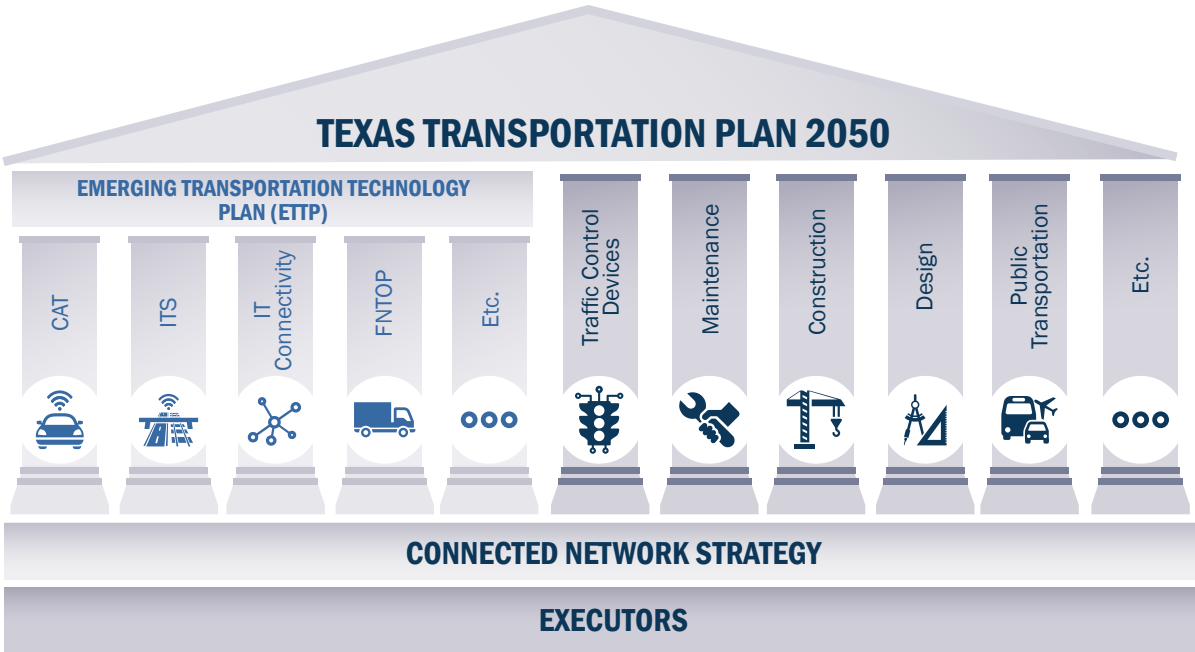 TEXAS TRANSPORTATION PLAN 2050
EMERGING TRANSPORTATION TECHNOLOGY
PLAN (ETTP)
CAT
ITS
IT
Connectivity
FNTOP
Etc.
Traffic Control
Devices
Maintenance
Construction
Design
Public
Transportation
Etc.
CONNECTED NETWORK STRATEGY
EXECUTORS